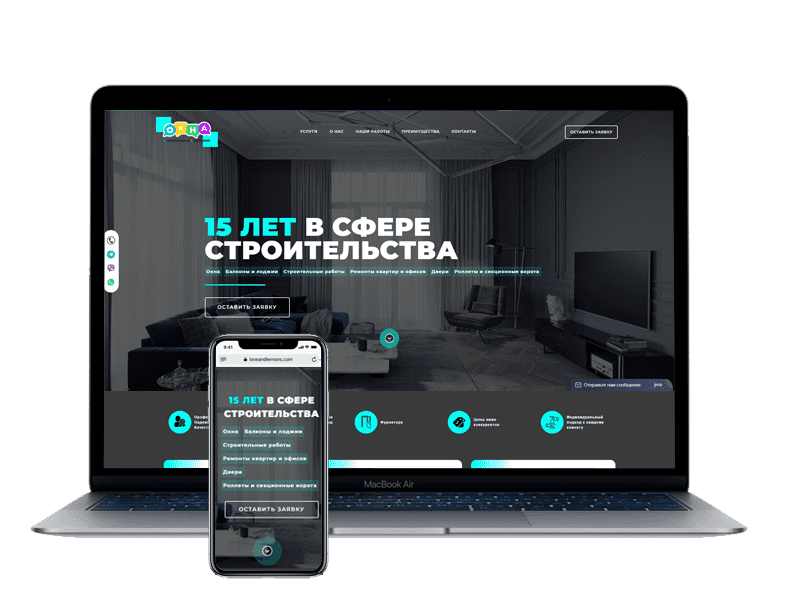 ОКНА
УСЛУГИ О НАС НАШИ РАБОТЫ ПРЕИМУЩЕСТВА КОНТАКТЫ
ОСТАВИТЬ ЗАЯВКУ
15 ЛЕТ В СФЕРЕ
СТРОИТЕЛЬСТВА
Окна Балконы и лоджии Строительные работы Ремонты квартир и офисов Двери Роллеты и секционные ворота
ОСТАВИТЬ ЗАЯВКУ
Отправьте нам сообщение
jivo
Фурнитура
Цены ниже
конкурентов
Индивидуальный
подход к каждому
клиенту
MacBook Air
9:41
loveandlemons.com
15 ЛЕТ В СФЕРЕ
СТРОИТЕЛЬСТВА
Окна Балконы и лоджии
Строительные работы
Ремонты квартир и офисов
Двери
Роллеты и секционные ворота
ОСТАВИТЬ ЗАЯВКУ